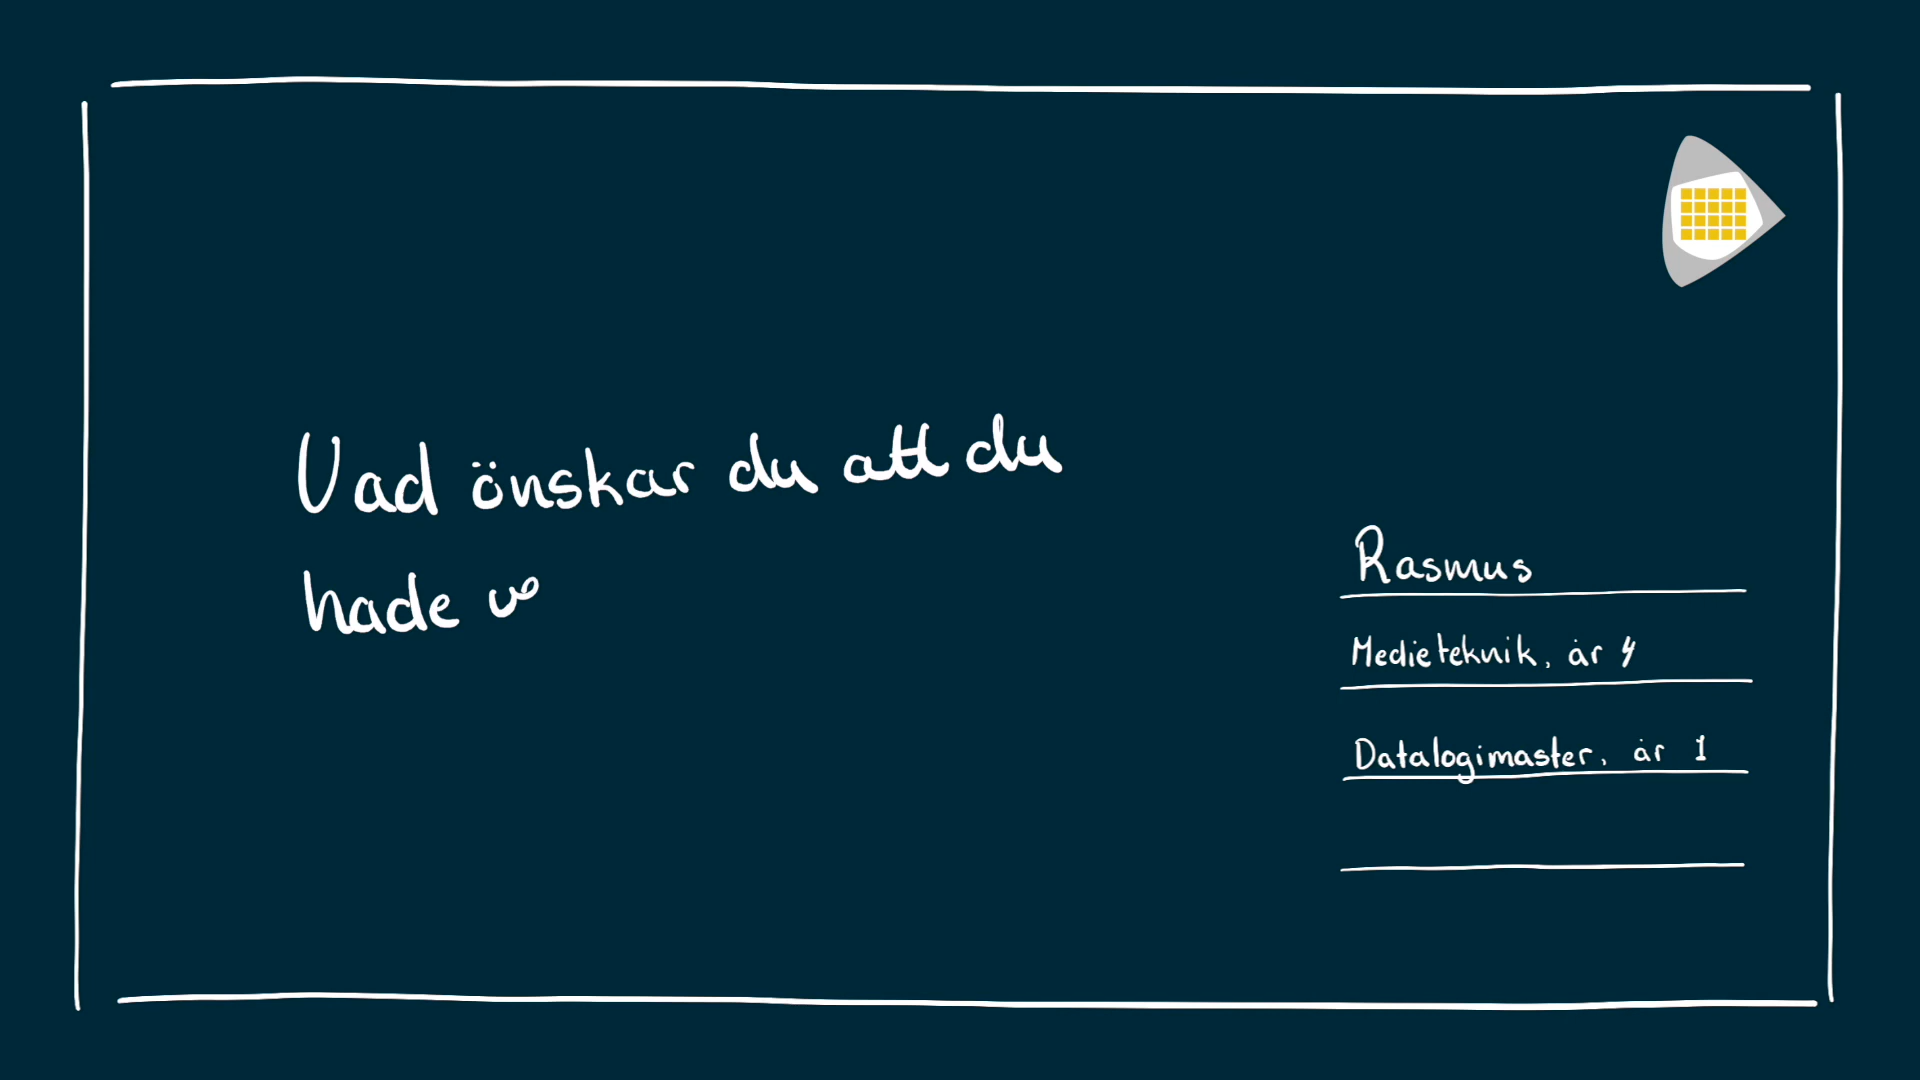 Vad önskar du att du
hade
Rasmus
Medieteknik, år 4
Datalogimaster, år 1